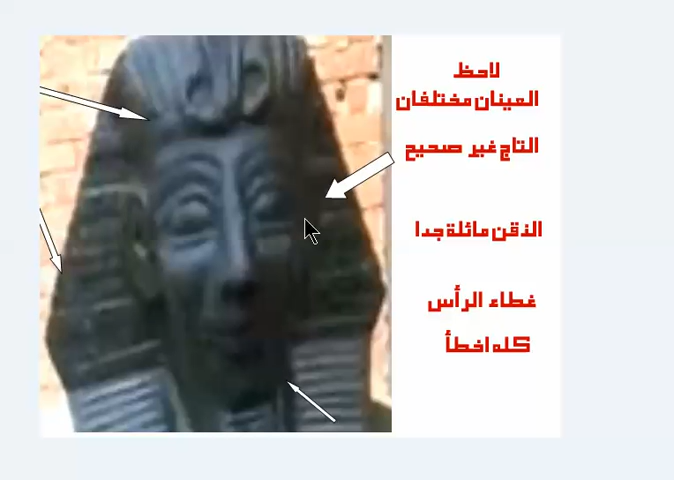 لاحظ
العينان مختلفان
التاج غير صحيح
الذقن مائلة جدا
غطاء الرأس
كله اخطأ